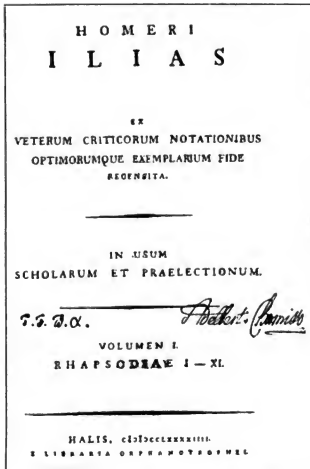 HOMERI
ILIAS
EX
VETERUM CRITICORUM NOTATIONIBUS
OPTIMORUMQUE EXEMPLARIUM FIDE
RECENSITA.
IN USUM
SCHOLARUM ET PRAELECTIONUM.
VOLUMEN I.
RHAPSODIAE I — XI.
HALIS,
E LIBRARIA ORPHANOTROPHEI.